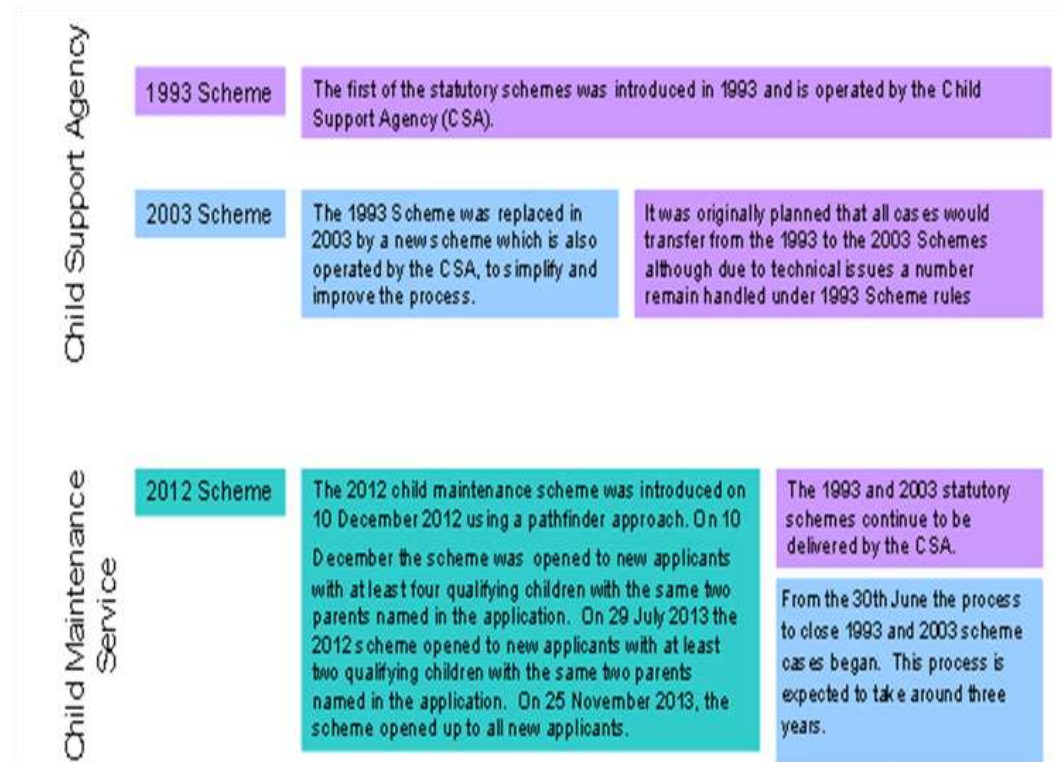 Child Support Agency
1993 Scheme
The first of the statutory schemes was introduced in 1993 and is operated by the Child
Support Agency (CSA).
2003 Scheme
The 1993 Scheme was replaced in
2003 by a new scheme which is also
operated by the CSA, to simplify and
improve the process.
It was originally planned that all cases would
transfer from the 1993 to the 2003 Schemes
although due to technical issues a number
remain handled under 1993 Scheme rules
Child Maintenance
Service
2012 Scheme
The 2012 child maintenance scheme was introduced on
10 December 2012 using a pathfinder approach. On 10
December the scheme was opened to new applicants
with at least four qualifying children with the same two
parents named in the application. On 29 July 2013 the
2012 scheme opened to new applicants with at least
two qualifying children with the same two parents
named in the application. On 25 November 2013, the
scheme opened up to all new applicants.
The 1993 and 2003 statutory
schemes continue to be
delivered by the CSA.
From the 30th June the process
to close 1993 and 2003 scheme
cases began. This process is
expected to take around three
years.